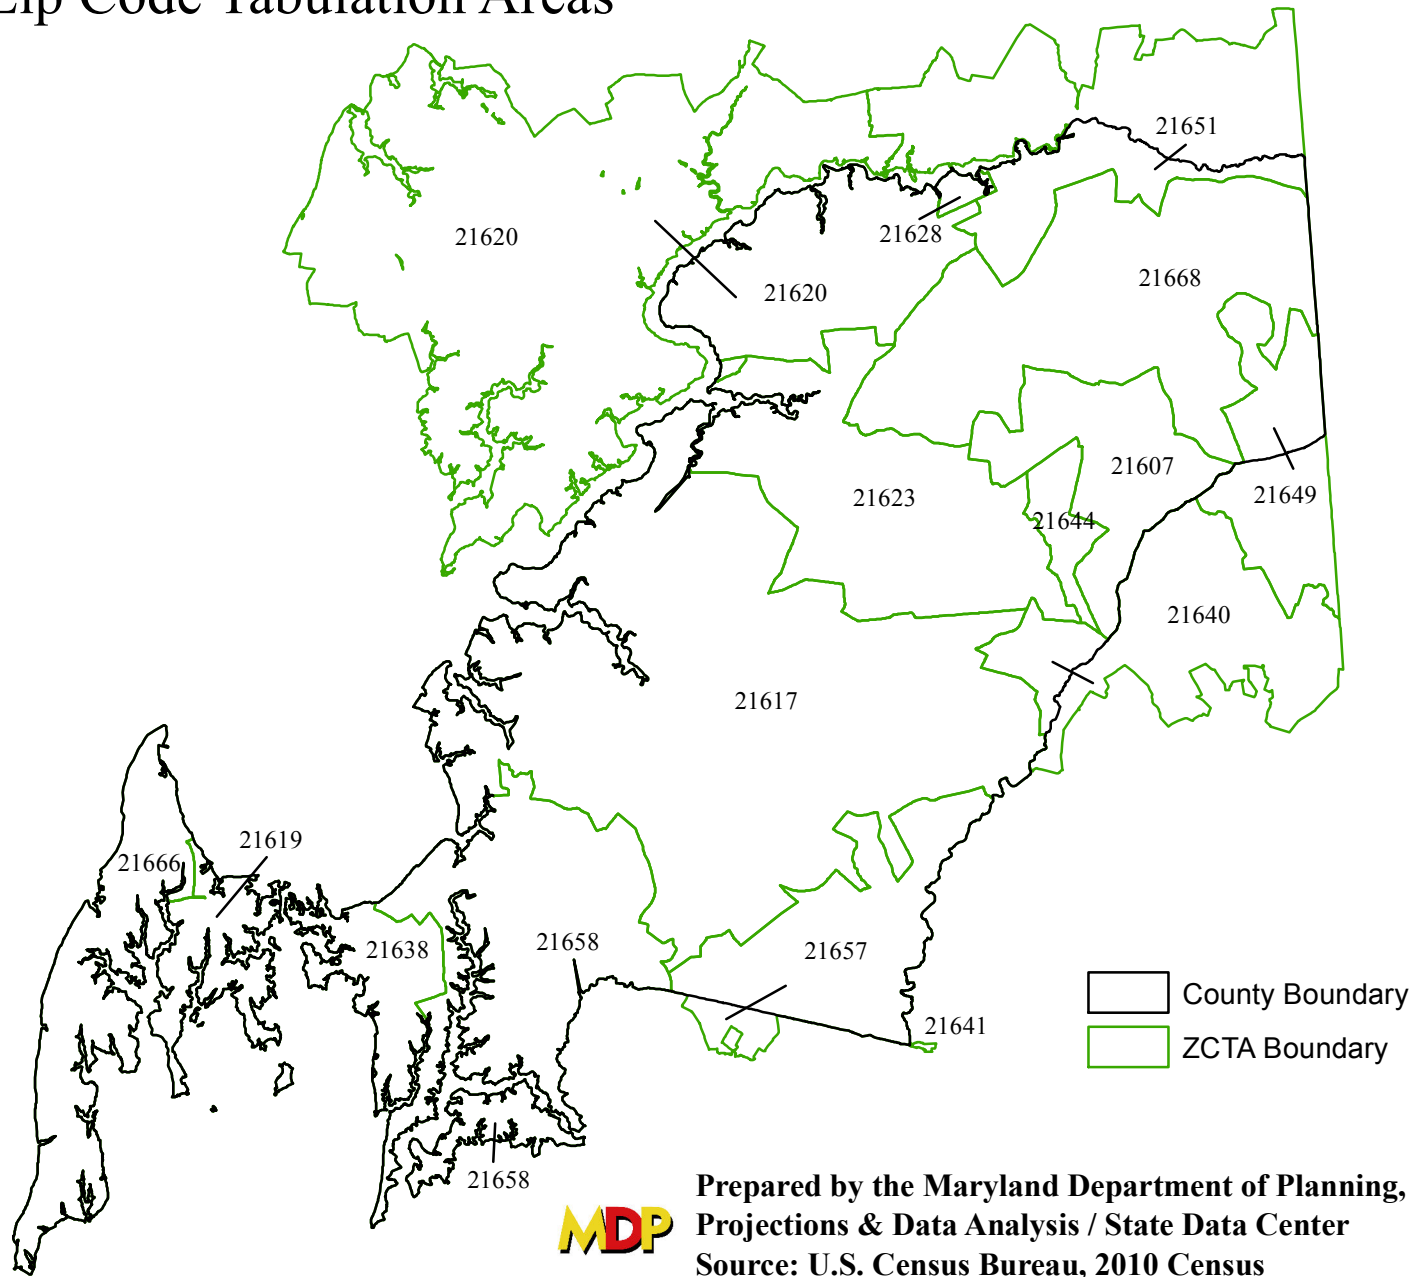 Zip Code Tabulation Areas
21651
21620
21628
21620
21668
21607
21623
21649
21644
21640
21617
21619
21666
21658
21638
21657
21641
County Boundary
ZCTA Boundary
21658
MDP
Prepared by the Maryland Department of Planning,
Projections & Data Analysis / State Data Center
Source: U.S. Census Bureau, 2010 Census